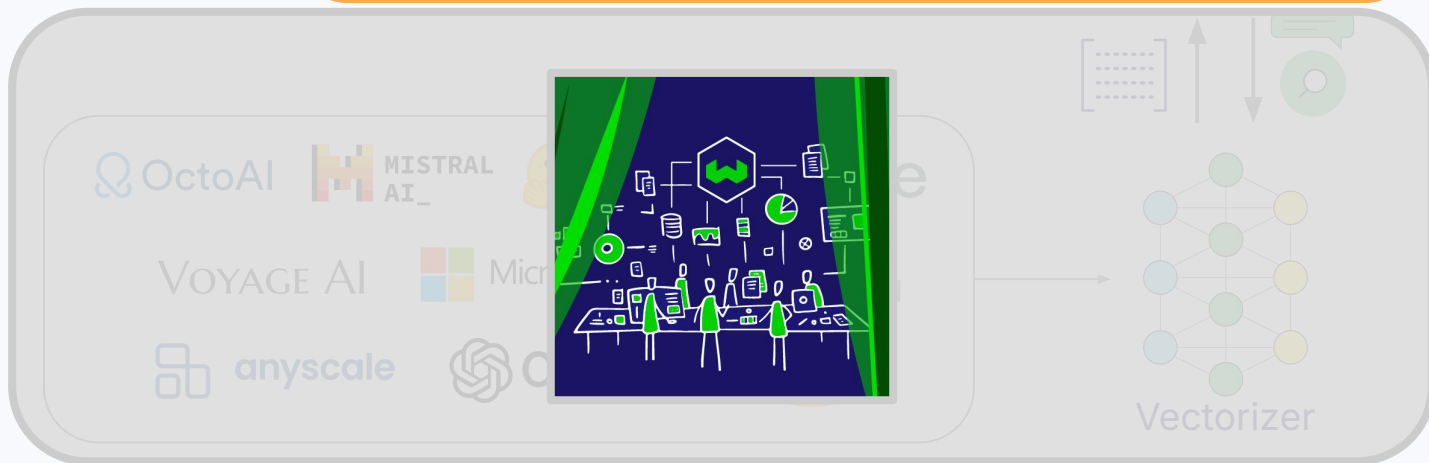 OctoAI
MISTRAL
AI_
VOYAGE AI
anyscale
Vectorizer